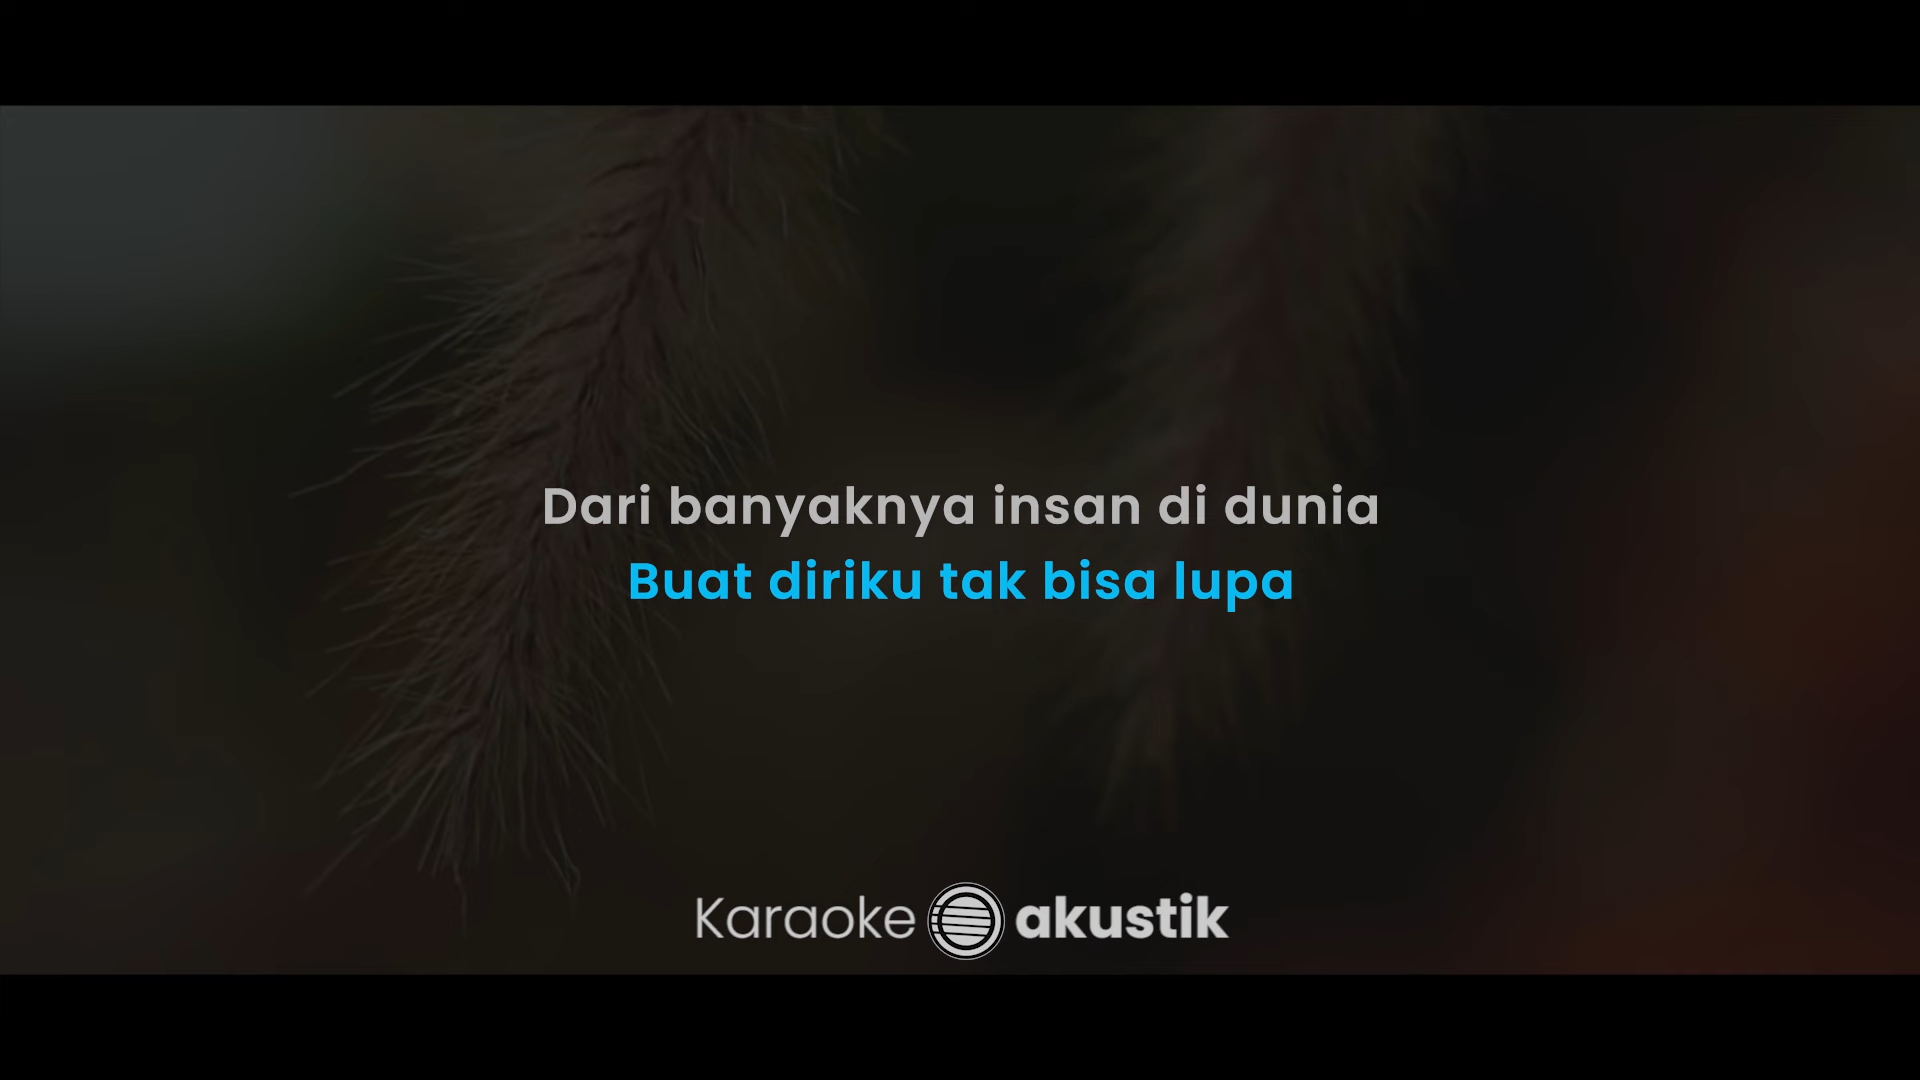 Dari banyaknya insan di dunia
Buat diriku tak bisa lupa
Karaoke akustik